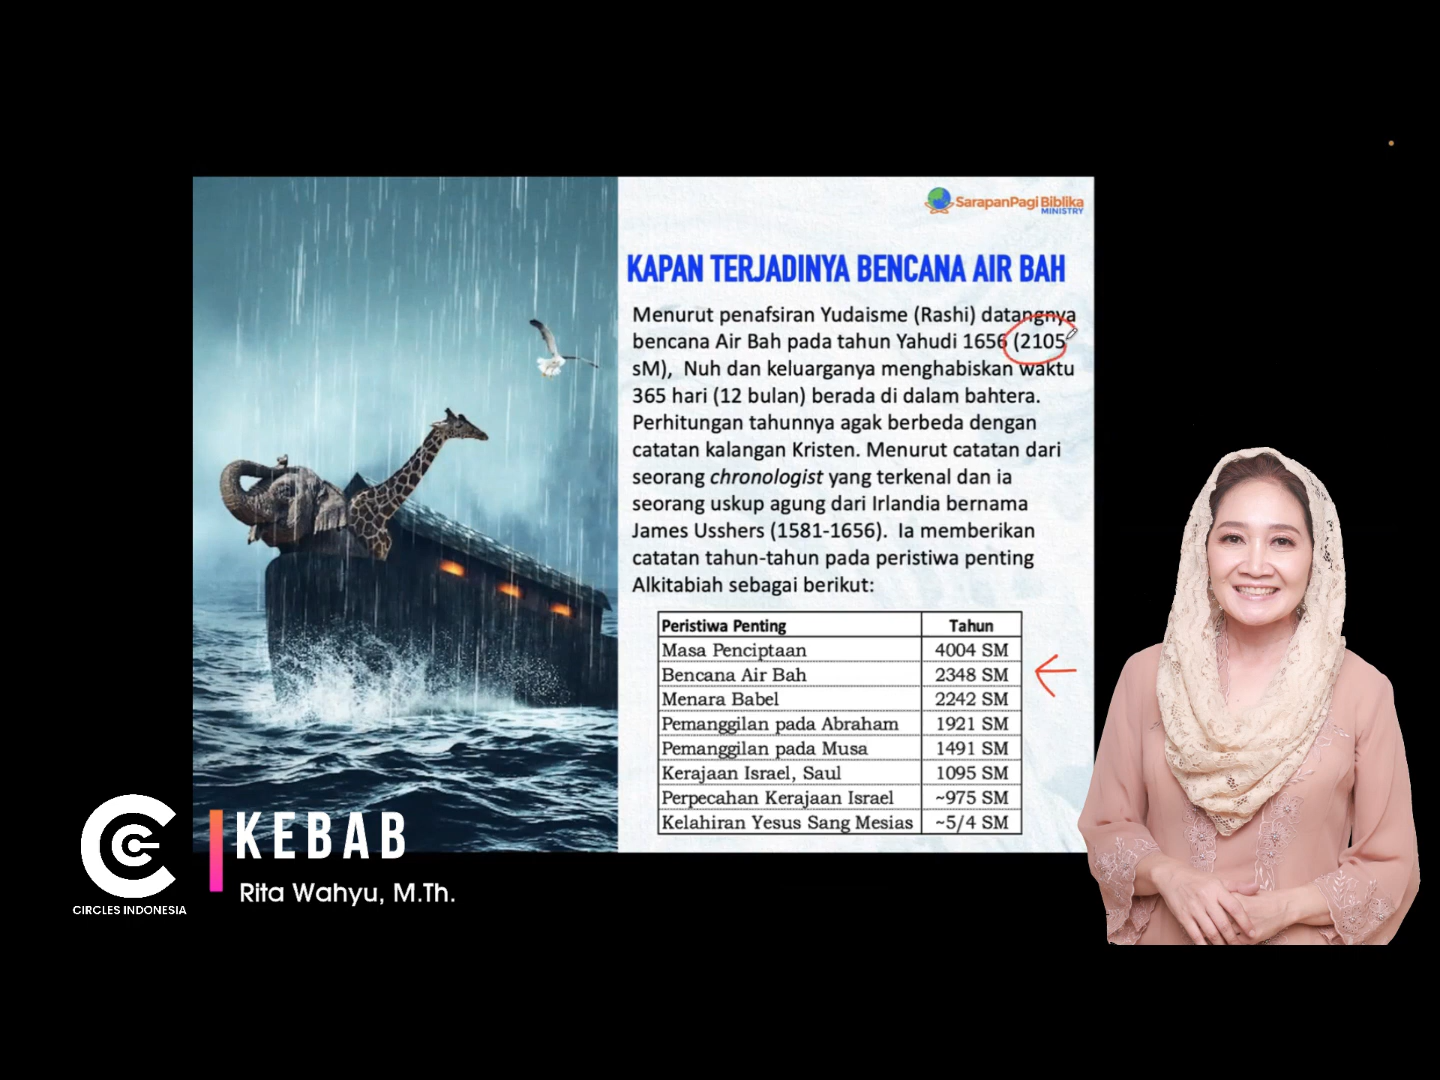 SarapanPagi Biblika
MINISTRY
KAPAN TERJADINYA BENCANA AIR BAH
Menurut penafsiran Yudaisme (Rashi) datangnya
bencana Air Bah pada tahun Yahudi 1656 (2105
sM), Nuh dan keluarganya menghabiskan waktu
365 hari (12 bulan) berada di dalam bahtera.
Perhitungan tahunnya agak berbeda dengan
catatan kalangan Kristen. Menurut catatan dari
seorang chronologist yang terkenal dan ia
seorang uskup agung dari Irlandia bernama
James Usshers (1581-1656). Ia memberikan
catatan tahun-tahun pada peristiwa penting
Alkitabiah sebagai berikut:
Peristiwa Penting Tahun
Masa Penciptaan 4004 SM
Bencana Air Bah 2348 SM
Menara Babel 2242 SM
Pemanggilan pada Abraham 1921 SM
Pemanggilan pada Musa 1491 SM
Kerajaan Israel, Saul 1095 SM
Perpecahan Kerajaan Israel ~975 SM
Kelahiran Yesus Sang Mesias ~5/4 SM
KEBAB
Rita Wahyu, M.Th.
CIRCLES INDONESIA